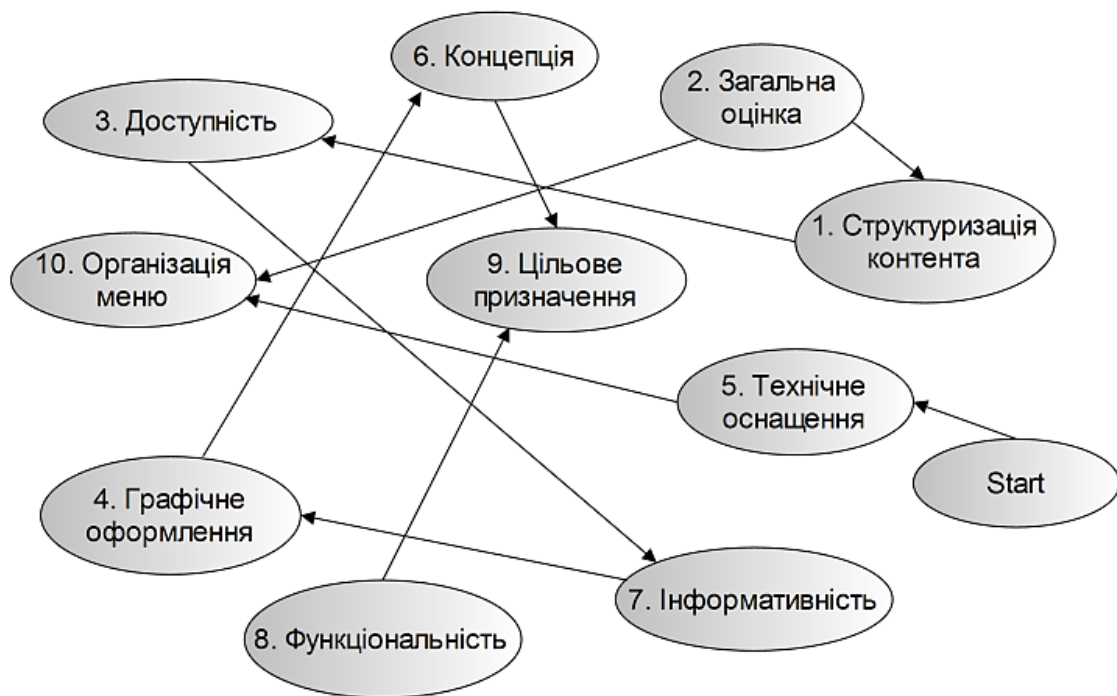 6. Концепція
2. Загальна
оцінка
3. Доступність
1. Структуризація
контента
10. Організація
меню
9. Цільове
призначення
5. Технічне
оснащення
Start
4. Графічне
оформлення
7. Інформативність
8. Функціональність